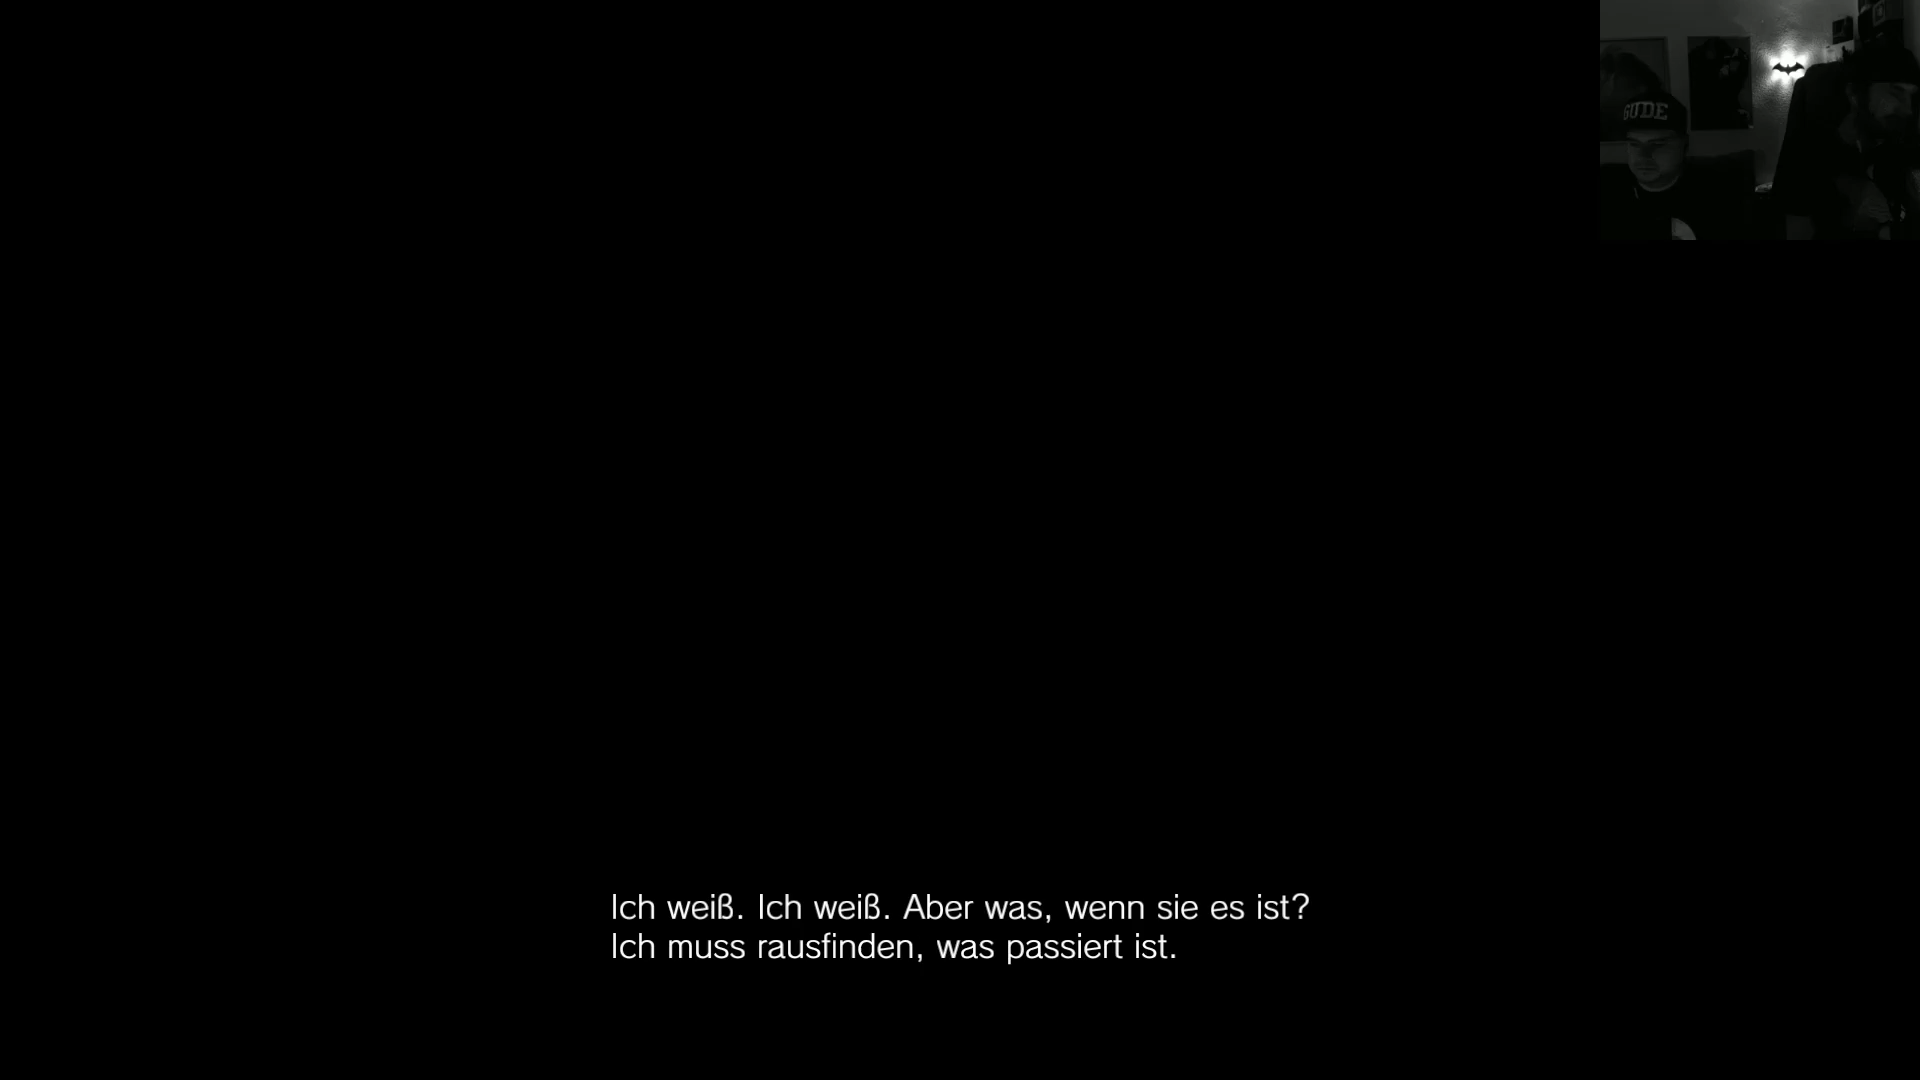 GUDE
Ich weiß. Ich weiß. Aber was, wenn sie es ist?
Ich muss rausfinden, was passiert ist.